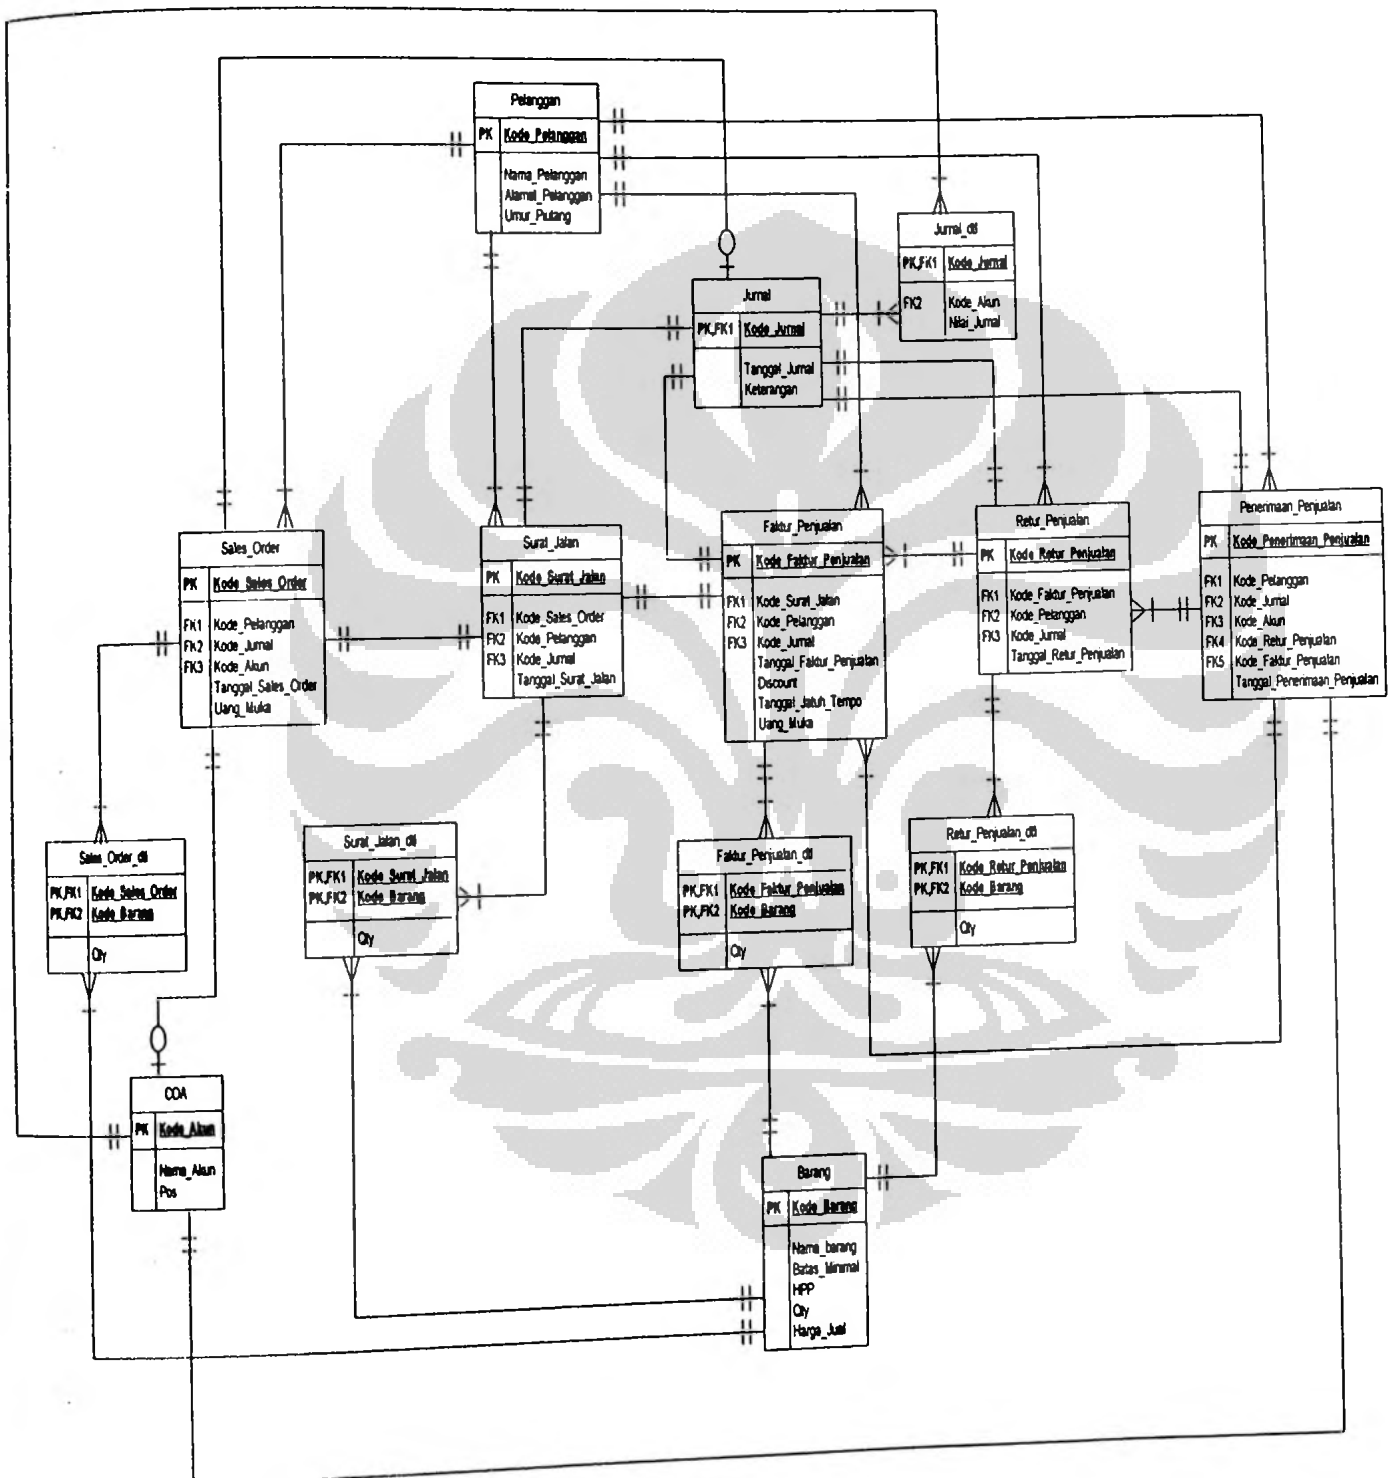 Pelanggan
PK Kode_Pelanggan
Nama_Pelanggan
Alamat_Pelanggan
Umur_Piutang
Jurnal_dtl
PK,FK1 Kode_Jurnal
FK2 Kode_Akun
Nilai_Jurnal
Jurnal
PK,FK1 Kode_Jurnal
Tanggal_Jurnal
Keterangan
Sales_Order
PK Kode_Sales_Order
FK1 Kode_Pelanggan
FK2 Kode_Jurnal
FK3 Kode_Akun
Tanggal_Sales_Order
Uang_Muka
Surat_Jalan
PK Kode_Surat_Jalan
FK1 Kode_Sales_Order
FK2 Kode_Pelanggan
FK3 Kode_Jurnal
Tanggal_Surat_Jalan
Faktur_Penjualan
PK Kode_Faktur_Penjualan
FK1 Kode_Surat_Jalan
FK2 Kode_Pelanggan
FK3 Kode_Jurnal
Tanggal_Faktur_Penjualan
Discount
Tanggal_Jatuh_Tempo
Uang_Muka
Retur_Penjualan
PK Kode_Retur_Penjualan
FK1 Kode_Faktur_Penjualan
FK2 Kode_Pelanggan
FK3 Kode_Jurnal
Tanggal_Retur_Penjualan
Penerimaan_Penjualan
PK Kode_Penerimaan_Penjualan
FK1 Kode_Pelanggan
FK2 Kode_Jurnal
FK3 Kode_Akun
FK4 Kode_Retur_Penjualan
FK5 Kode_Faktur_Penjualan
Tanggal_Penerimaan_Penjualan
Sales_Order_dtl
PK,FK1 Kode_Sales_Order
PK,FK2 Kode_Barang
Qty
Surat_Jalan_dtl
PK,FK1 Kode_Surat_Jalan
PK,FK2 Kode_Barang
Qty
Faktur_Penjualan_dtl
PK,FK1 Kode_Faktur_Penjualan
PK,FK2 Kode_Barang
Qty
Retur_Penjualan_dtl
PK,FK1 Kode_Retur_Penjualan
PK,FK2 Kode_Barang
Qty
COA
PK Kode_Akun
Nama_Akun
Pos
Barang
PK Kode_Barang
Nama_barang
Batas_Minimal
HPP
Qty
Harga_Jual